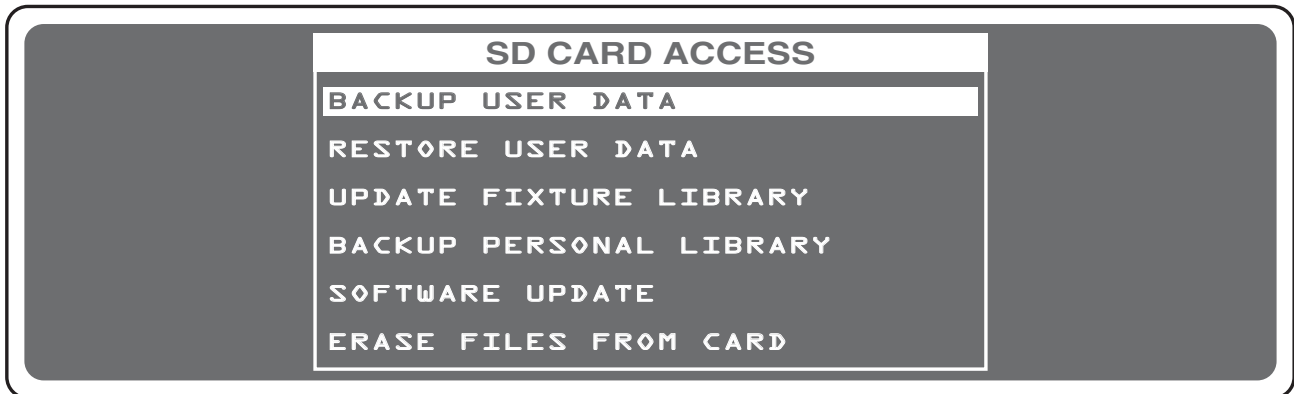 SD CARD ACCESS
BACKUP USER DATA
RESTORE USER DATA
UPDATE FIXTURE LIBRARY
BACKUP PERSONAL LIBRARY
SOFTWARE UPDATE
ERASE FILES FROM CARD